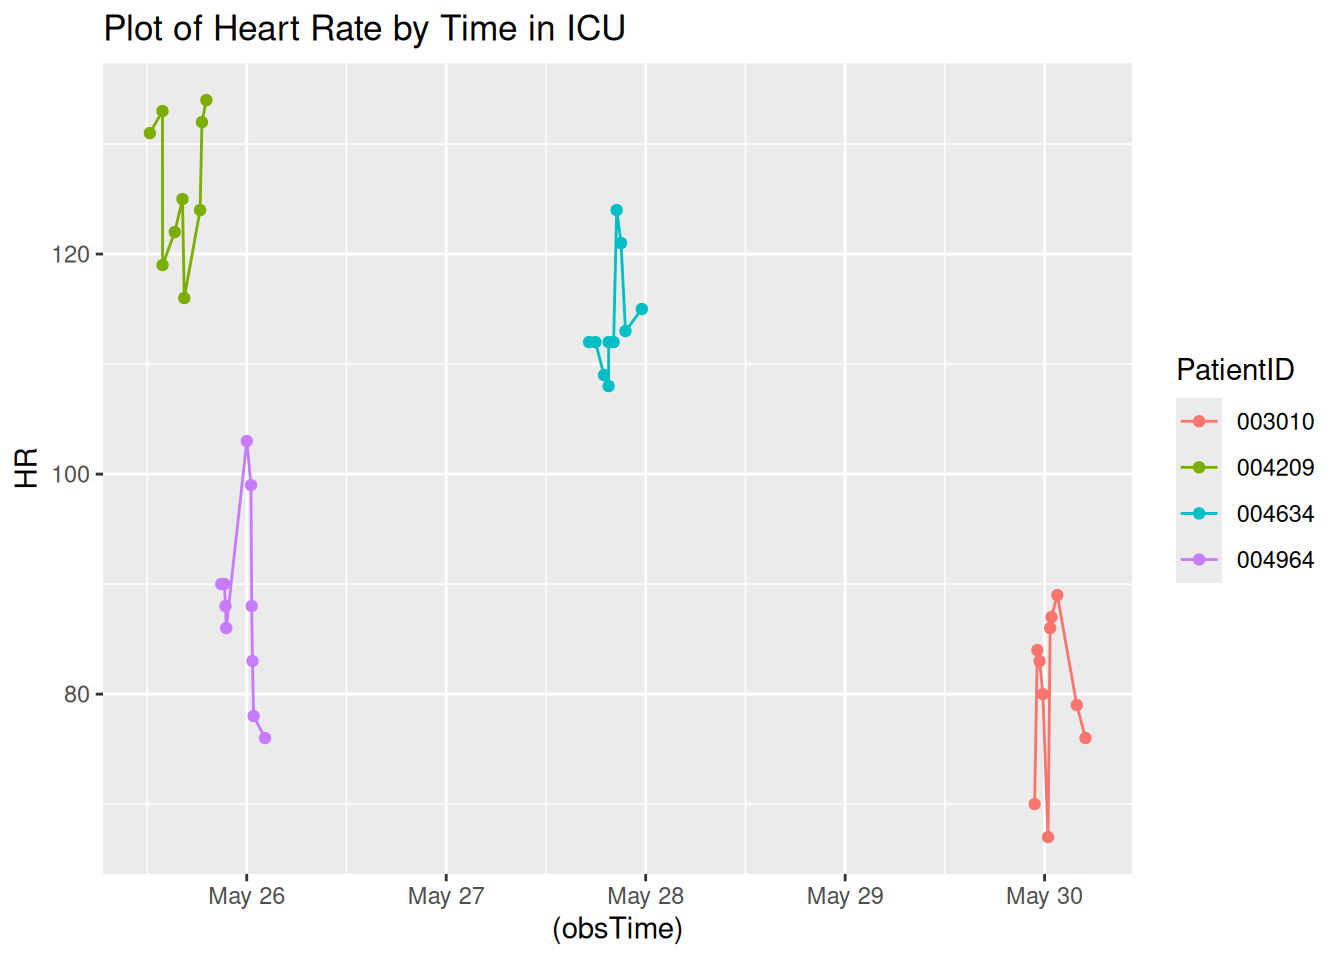 Plot of Heart Rate by Time in ICU
120
100
80
HR
May 26
May 27
May 28
May 29
May 30
(obsTime)
PatientID
003010
004209
004634
004964